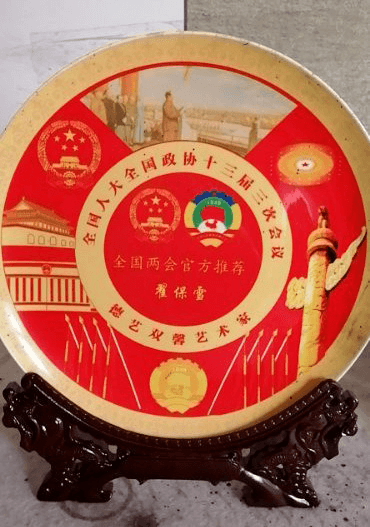 全国人大全国政协十三届三次会议
全国两会官方推荐
翟保雪
德艺双馨艺术家